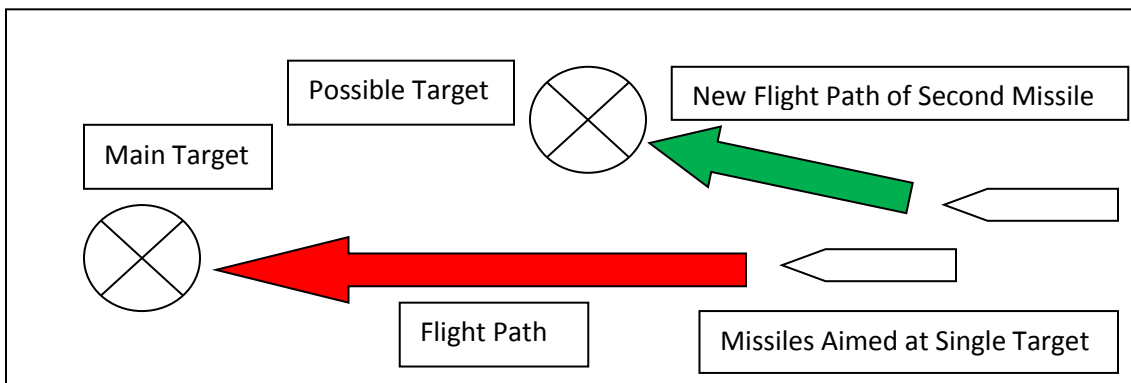 Possible Target
New Flight Path of Second Missile
Main Target
Flight Path
Missiles Aimed at Single Target